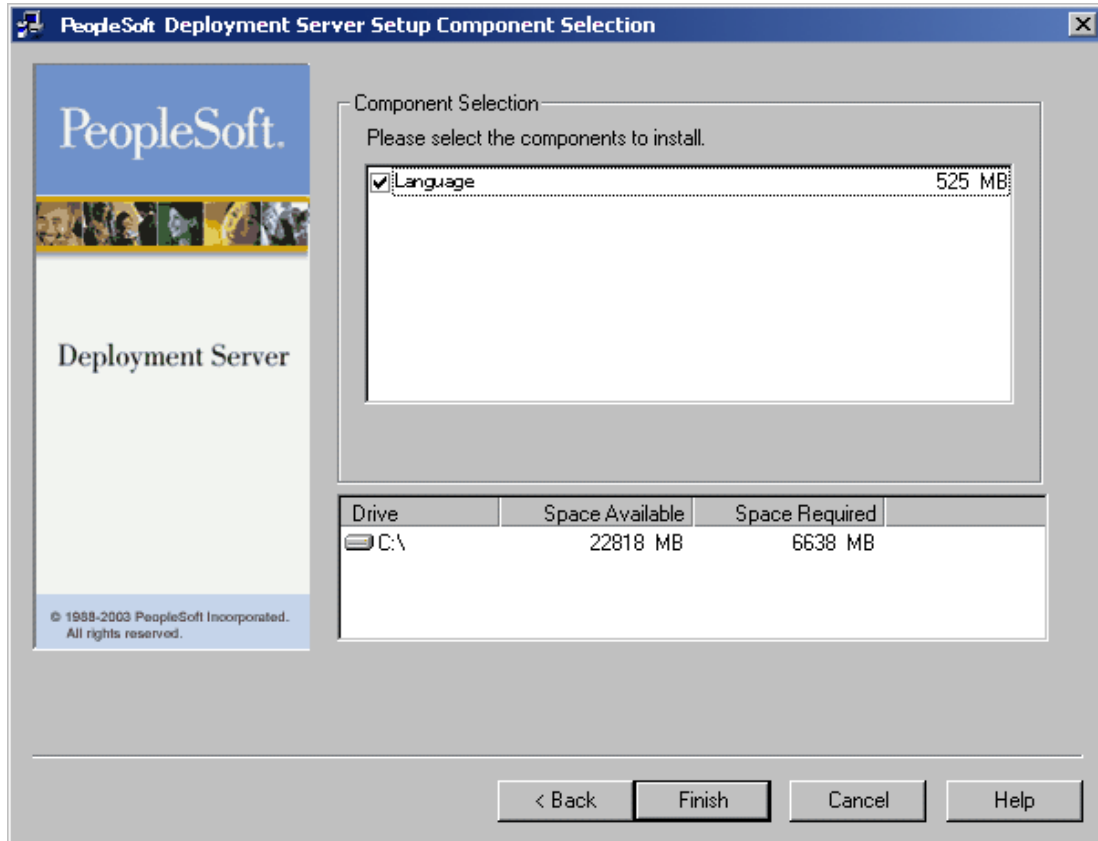 PeopleSoft Deployment Server Setup Component Selection
PeopleSoft.
Deployment Server
© 1988-2003 PeopleSoft Incorporated.
All rights reserved.
Component Selection
Please select the components to install.
Language 525 MB
Drive Space Available Space Required
C:\ 22818 MB 6638 MB
< Back Finish Cancel Help